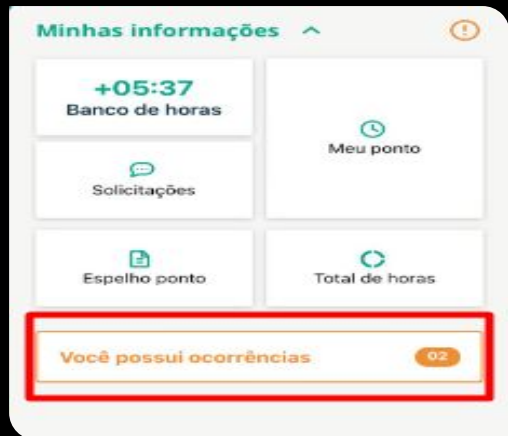 Minhas informações
+05:37
Banco de horas
Meu ponto
Solicitações
Espelho ponto
Total de horas
Você possui ocorrências 02